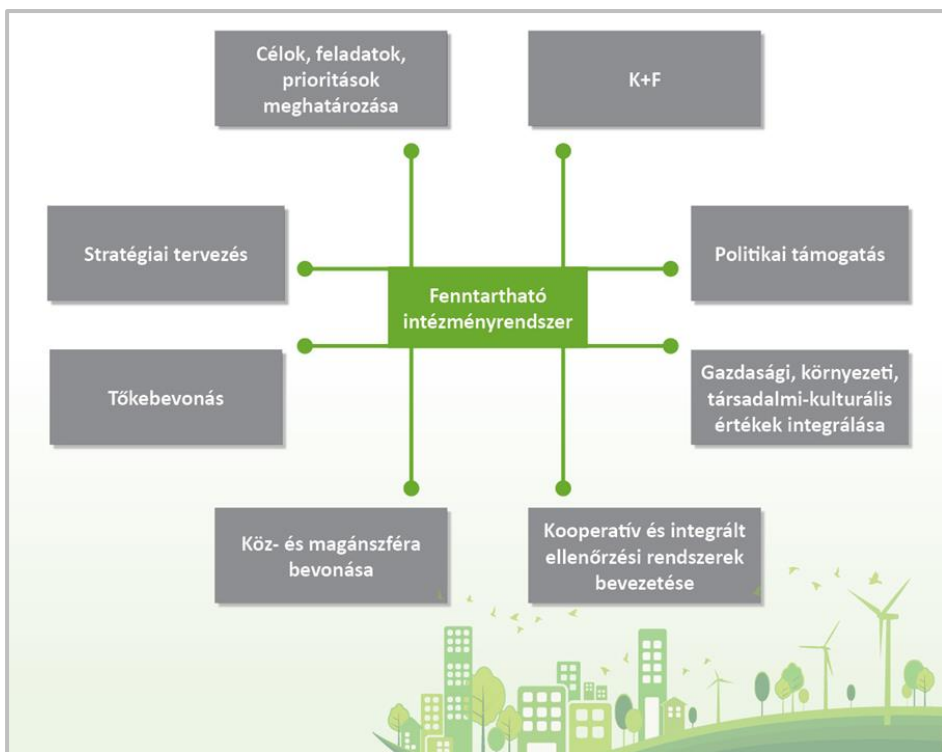 Célok, feladatok,
prioritások
meghatározása
K+F
Stratégiai tervezés
Politikai támogatás
Fenntartható
intézményrendszer
Tőkebevonás
Gazdasági, környezeti,
társadalmi-kulturális
értékek integrálása
Köz- és magánszféra
bevonása
Kooperatív és integrált
ellenőrzési rendszerek
bevezetése